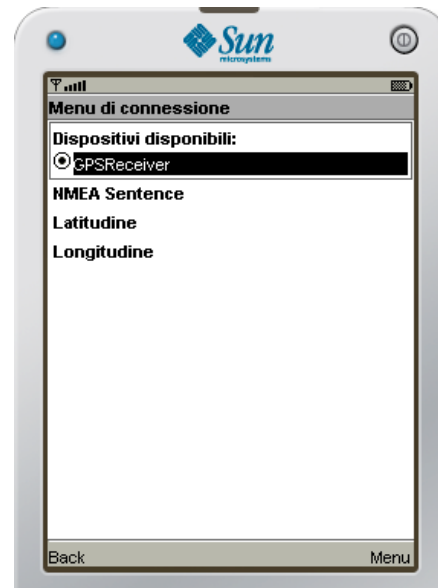 Sun
microsystems
Menu di connessione
Dispositivi disponibili:
GPSReceiver
NMEA Sentence
Latitudine
Longitudine
Back Menu